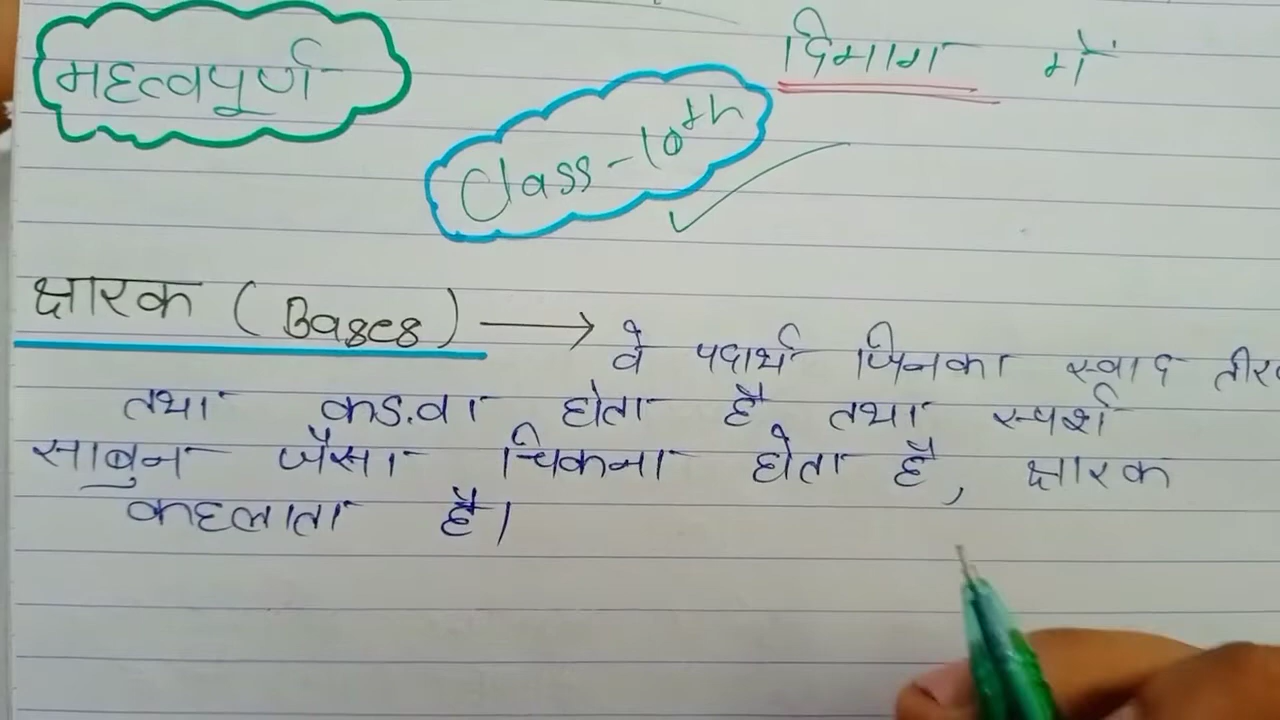 महत्वपूर्ण
दिमाग में
Class-10th
क्षारक (Bases) → वे पदार्थ जिनका स्वाद
तथा कड़वा होता है तथा स्पर्श
साबुन जैसा चिकना होता है, क्षारक
कहलाता है।